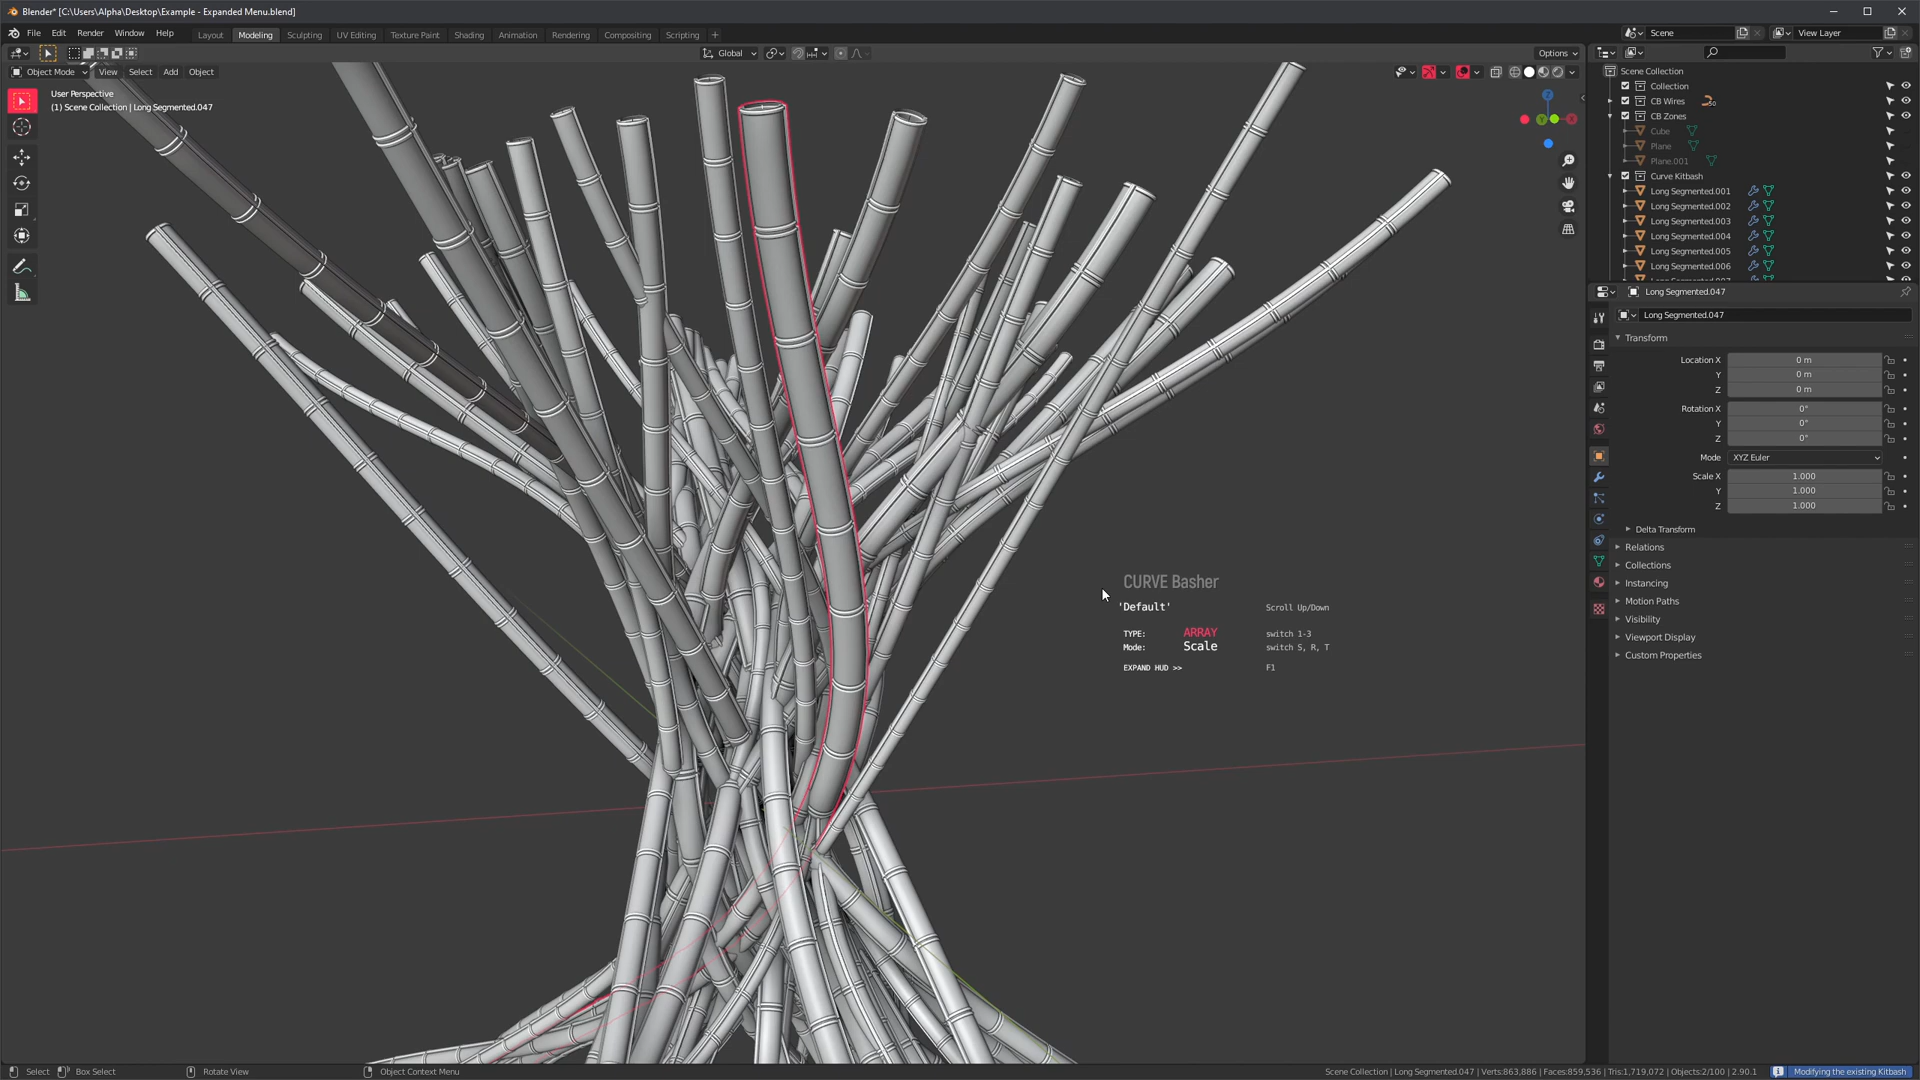 Blender* [C:\Users\Alpha\Desktop\Example - Expanded Menu.blend]
File Edit Render Window Help
Layout Modeling Sculpting UV Editing Texture Paint Shading Animation Rendering Compositing Scripting +
Scene
View Layer
Global
Options
Object Mode View Select Add Object
User Perspective
(1) Scene Collection | Long Segmented.047
Z
Y
X
Scene Collection
Collection
CB Wires 50
CB Zones
Cube
Plane
Plane.001
Curve Kitbash
Long Segmented.001
Long Segmented.002
Long Segmented.003
Long Segmented.004
Long Segmented.005
Long Segmented.006
Long Segmented.047
Long Segmented.047
Transform
Location X 0 m
Y 0 m
Z 0 m
Rotation X 0°
Y 0°
Z 0°
Mode XYZ Euler
Scale X 1.000
Y 1.000
Z 1.000
Delta Transform
Relations
Collections
Instancing
Motion Paths
Visibility
Viewport Display
Custom Properties
CURVE Basher
'Default' Scroll Up/Down
TYPE: ARRAY switch 1-3
Mode: Scale switch S, R, T
EXPAND HUD >> F1
Select Box Select Rotate View Object Context Menu
Scene Collection | Long Segmented.047 | Verts:863,886 | Faces:859,536 | Tris:1,719,072 | Objects:2/100 | 2.90.1
Modifying the existing Kitbash